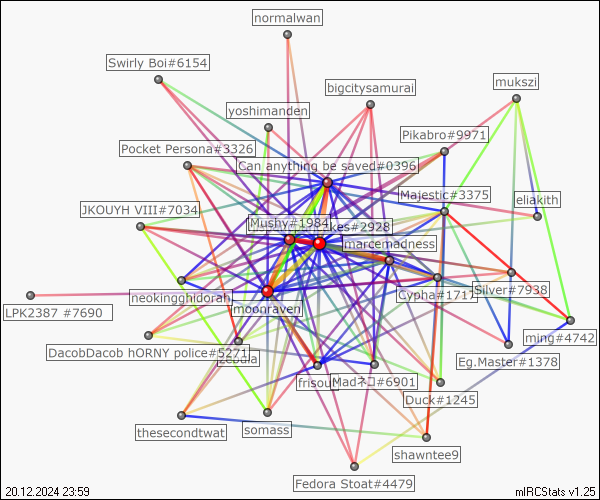 normalwan
Swirly Boi#6154
mukszi
bigcitysamurai
yoshimanden
Pikabro#9971
Pocket Persona#3326
Can anything be saved#0396
Majestic#3375
eliakith
JKOUYH VIII#7034
Mushy#1984
kes#2928
marcemadness
Silver#7938
Cypha#1717
neokingghidorah
moonraven
LPK2387 #7690
ming#4742
DacobDacob hORNY police#5271
zebula
Eg.Master#1378
frisou
Madネコ#6901
Duck#1245
thesecondtwat
somass
shawntee9
Fedora Stoat#4479
20.12.2024 23:59
mIRCStats v1.25